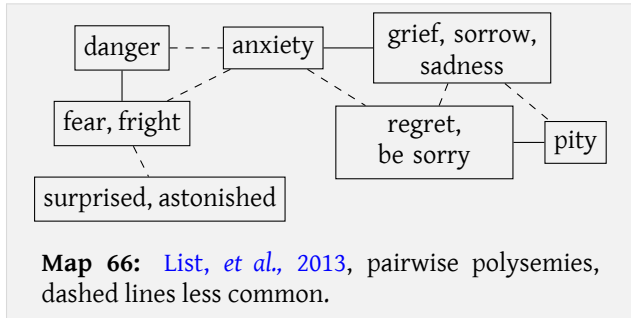 danger
anxiety
grief, sorrow,
sadness
fear, fright
regret,
be sorry
pity
surprised, astonished
Map 66: List, et al., 2013, pairwise polysemies,
dashed lines less common.